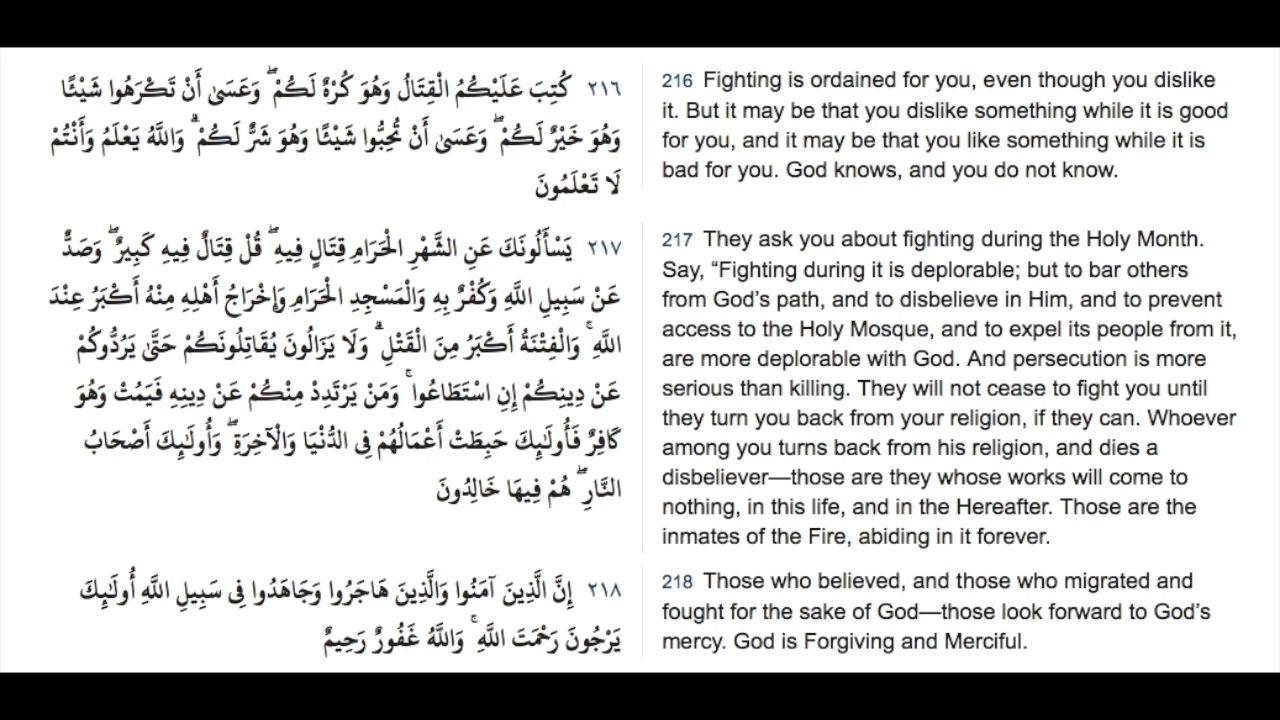 ٢١٦ كُتِبَ عَلَيْكُمُ الْقِتَالُ وَهُوَ كُرْهٌ لَكُمْ ۖ وَعَسَىٰ أَنْ تَكْرَهُوا شَيْئًا
وَهُوَ خَيْرٌ لَكُمْ ۖ وَعَسَىٰ أَنْ تُحِبُّوا شَيْئًا وَهُوَ شَرٌّ لَكُمْ ۗ وَاللَّهُ يَعْلَمُ وَأَنْتُمْ
لَا تَعْلَمُونَ
216 Fighting is ordained for you, even though you dislike
it. But it may be that you dislike something while it is good
for you, and it may be that you like something while it is
bad for you. God knows, and you do not know.
٢١٧ يَسْأَلُونَكَ عَنِ الشَّهْرِ الْحَرَامِ قِتَالٍ فِيهِ ۖ قُلْ قِتَالٌ فِيهِ كَبِيرٌ ۖ وَصَدٌّ
عَنْ سَبِيلِ اللَّهِ وَكُفْرٌ بِهِ وَالْمَسْجِدِ الْحَرَامِ وَإِخْرَاجُ أَهْلِهِ مِنْهُ أَكْبَرُ عِنْدَ
اللَّهِ ۚ وَالْفِتْنَةُ أَكْبَرُ مِنَ الْقَتْلِ ۗ وَلَا يَزَالُونَ يُقَاتِلُونَكُمْ حَتَّىٰ يَرُدُّوكُمْ
عَنْ دِينِكُمْ إِنِ اسْتَطَاعُوا ۚ وَمَنْ يَرْتَدِدْ مِنْكُمْ عَنْ دِينِهِ فَيَمُتْ وَهُوَ
كَافِرٌ فَأُولَٰئِكَ حَبِطَتْ أَعْمَالُهُمْ فِي الدُّنْيَا وَالْآخِرَةِ ۖ وَأُولَٰئِكَ أَصْحَابُ
النَّارِ ۖ هُمْ فِيهَا خَالِدُونَ
217 They ask you about fighting during the Holy Month.
Say, “Fighting during it is deplorable; but to bar others
from God’s path, and to disbelieve in Him, and to prevent
access to the Holy Mosque, and to expel its people from it,
are more deplorable with God. And persecution is more
serious than killing. They will not cease to fight you until
they turn you back from your religion, if they can. Whoever
among you turns back from his religion, and dies a
disbeliever—those are they whose works will come to
nothing, in this life, and in the Hereafter. Those are the
inmates of the Fire, abiding in it forever.
٢١٨ إِنَّ الَّذِينَ آمَنُوا وَالَّذِينَ هَاجَرُوا وَجَاهَدُوا فِي سَبِيلِ اللَّهِ أُولَٰئِكَ
يَرْجُونَ رَحْمَتَ اللَّهِ ۚ وَاللَّهُ غَفُورٌ رَحِيمٌ
218 Those who believed, and those who migrated and
fought for the sake of God—those look forward to God’s
mercy. God is Forgiving and Merciful.